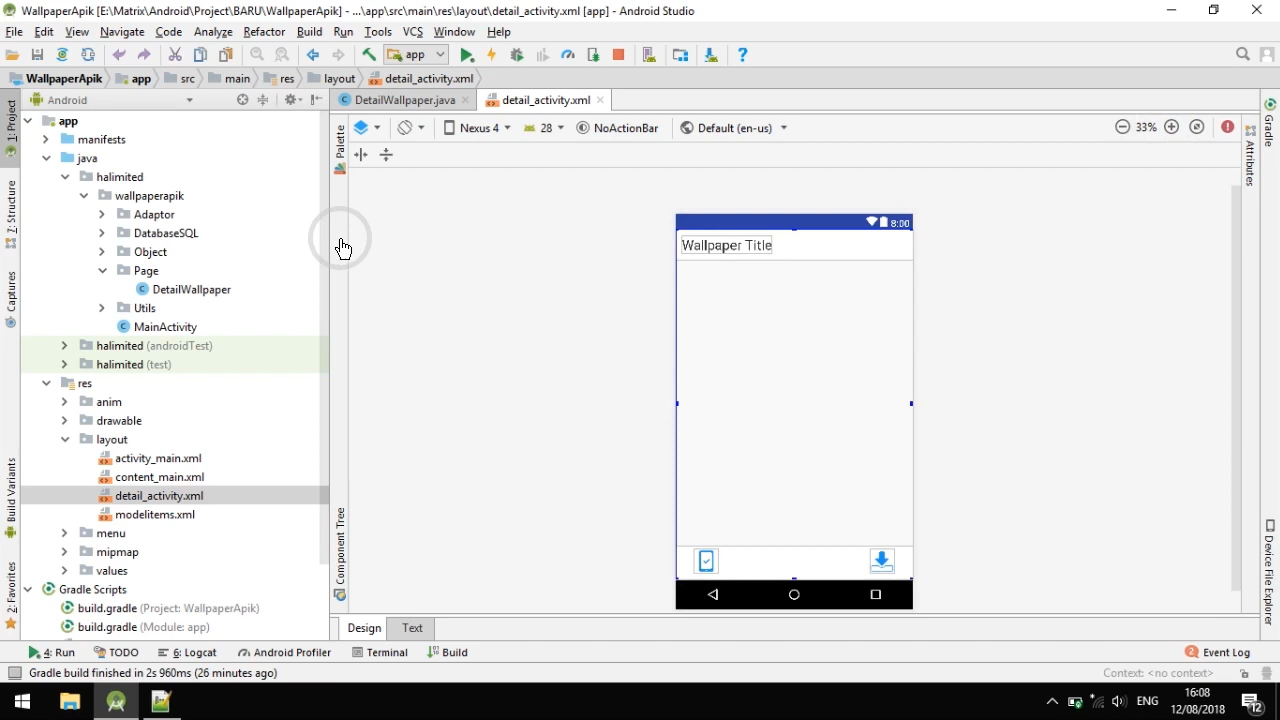 WallpaperApik [E:\Matrix\Android\Project\BARU\WallpaperApik] - ...\app\src\main\res\layout\detail_activity.xml [app] - Android Studio
File Edit View Navigate Code Analyze Refactor Build Run Tools VCS Window Help
app
WallpaperApik app src main res layout detail_activity.xml
1: Project
Z: Structure
Captures
Build Variants
2: Favorites
Android
app
manifests
java
halimited
wallpaperapik
Adaptor
DatabaseSQL
Object
Page
DetailWallpaper
Utils
MainActivity
halimited (androidTest)
halimited (test)
res
anim
drawable
layout
activity_main.xml
content_main.xml
detail_activity.xml
modelitems.xml
menu
mipmap
values
Gradle Scripts
build.gradle (Project: WallpaperApik)
build.gradle (Module: app)
DetailWallpaper.java detail_activity.xml
Palette
Component Tree
Nexus 4 28 NoActionBar Default (en-us) 33%
8:00
Wallpaper Title
Design Text
Gradle
Attributes
Device File Explorer
4: Run TODO 6: Logcat Android Profiler Terminal Build 2 Event Log
Gradle build finished in 2s 960ms (26 minutes ago) Context: <no context>
ENG 16:08
12/08/2018 12